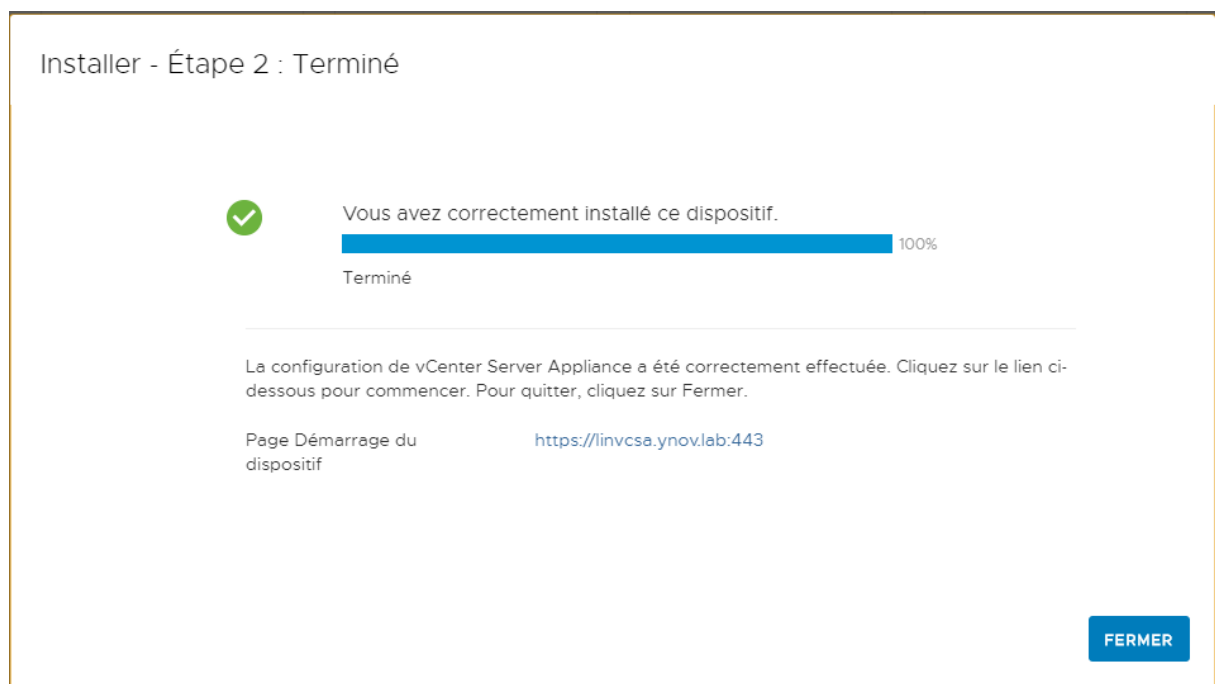 Installer - Étape 2 : Terminé
Vous avez correctement installé ce dispositif.
100%
Terminé
La configuration de vCenter Server Appliance a été correctement effectuée. Cliquez sur le lien ci-
dessous pour commencer. Pour quitter, cliquez sur Fermer.
Page Démarrage du
dispositif
https://linvcsa.ynov.lab:443
FERMER